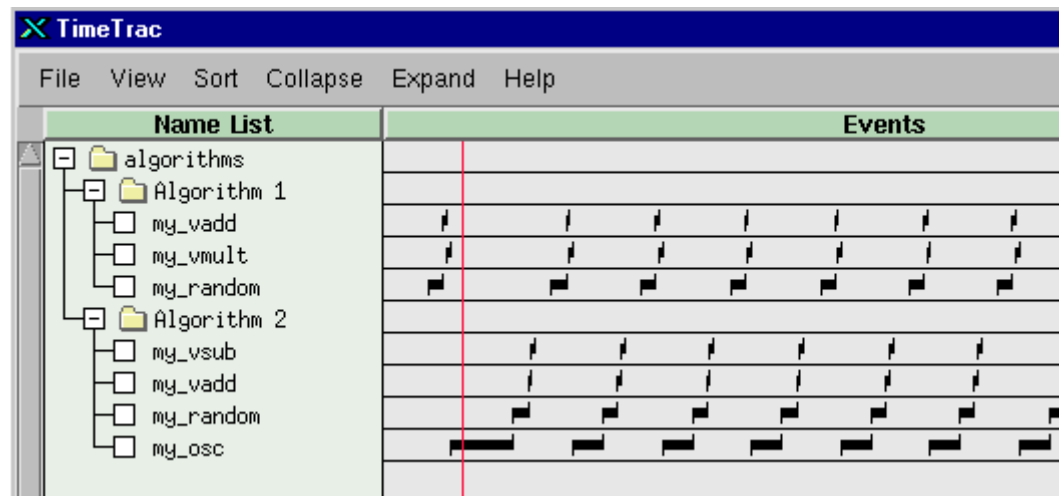 TimeTrac
File View Sort Collapse Expand Help
Name List Events
algorithms
Algorithm 1
my_vadd
my_vmult
my_random
Algorithm 2
my_vsub
my_vadd
my_random
my_osc